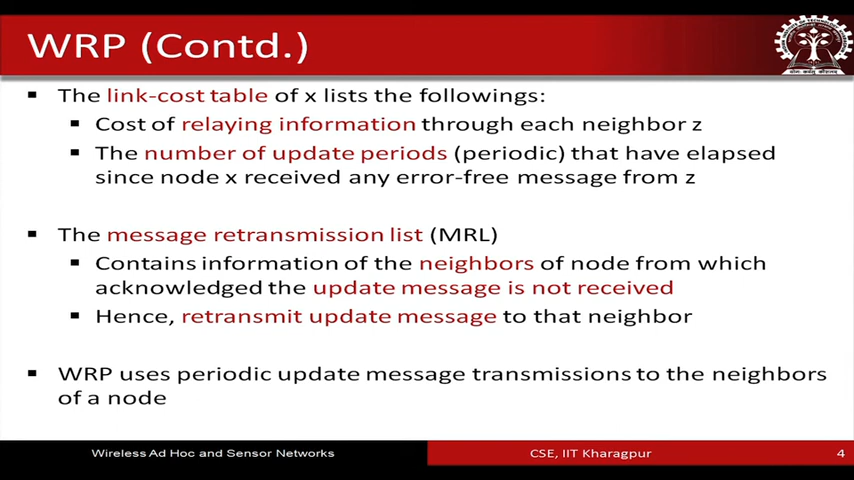 WRP (Contd.)
▪ The link-cost table of x lists the followings:
▪ Cost of relaying information through each neighbor z
▪ The number of update periods (periodic) that have elapsed
since node x received any error-free message from z
▪ The message retransmission list (MRL)
▪ Contains information of the neighbors of node from which
acknowledged the update message is not received
▪ Hence, retransmit update message to that neighbor
▪ WRP uses periodic update message transmissions to the neighbors
of a node
Wireless Ad Hoc and Sensor Networks
CSE, IIT Kharagpur
4